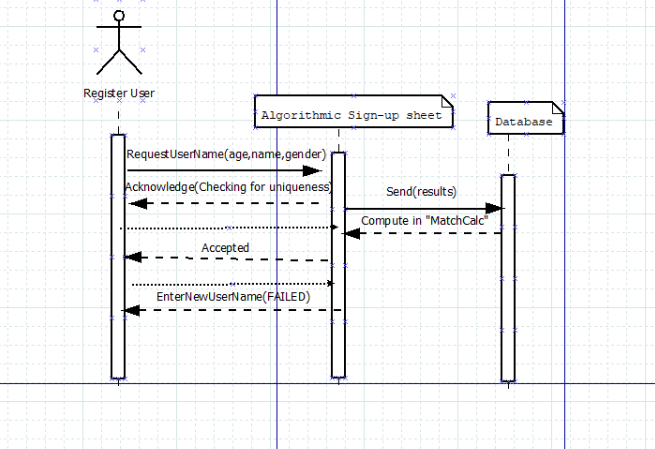 Register User
Algorithmic Sign-up sheet
Database
RequestUserName(age,name,gender)
Acknowledge(Checking for uniqueness)
Send(results)
Compute in "MatchCalc"
Accepted
EnterNewUserName(FAILED)